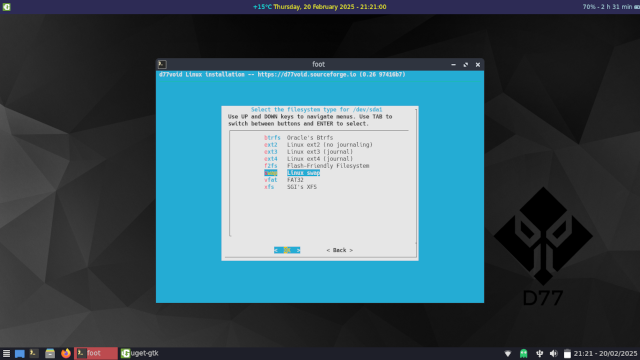 +15°C Thursday, 20 February 2025 - 21:21:00
70% - 2 h 31 min
foot
d77void Linux installation -- https://d77void.sourceforge.io (0.26 97416b7)
Select the filesystem type for /dev/sda1
Use UP and DOWN keys to navigate menus. Use TAB to
switch between buttons and ENTER to select.
btrfs Oracle's Btrfs
ext2 Linux ext2 (no journaling)
ext3 Linux ext3 (journal)
ext4 Linux ext4 (journal)
f2fs Flash-Friendly Filesystem
swap Linux swap
vfat FAT32
xfs SGI's XFS
< OK > < Back >
D77
foot
uget-gtk
21:21 - 20/02/2025